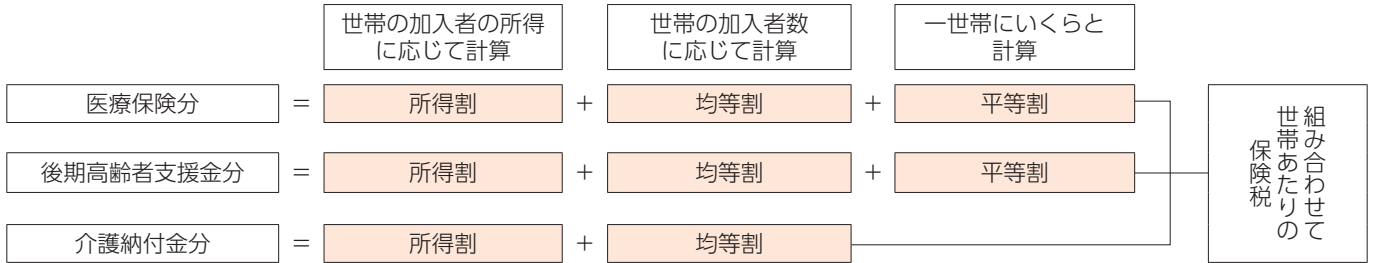 世帯の加入者の所得
に応じて計算
世帯の加入者数
に応じて計算
一世帯にいくらと
計算
医療保険分 = 所得割 + 均等割 + 平等割
後期高齢者支援金分 = 所得割 + 均等割 + 平等割
介護納付金分 = 所得割 + 均等割
組み合わせて
世帯あたりの
保険税